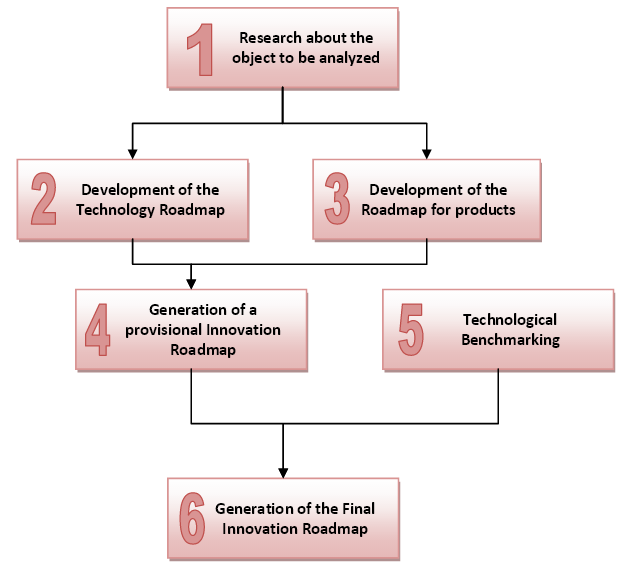 1
Research about the
object to be analyzed
2
Development of the
Technology Roadmap
3
Development of the
Roadmap for products
4
Generation of a
provisional Innovation
Roadmap
5
Technological
Benchmarking
6
Generation of the Final
Innovation Roadmap